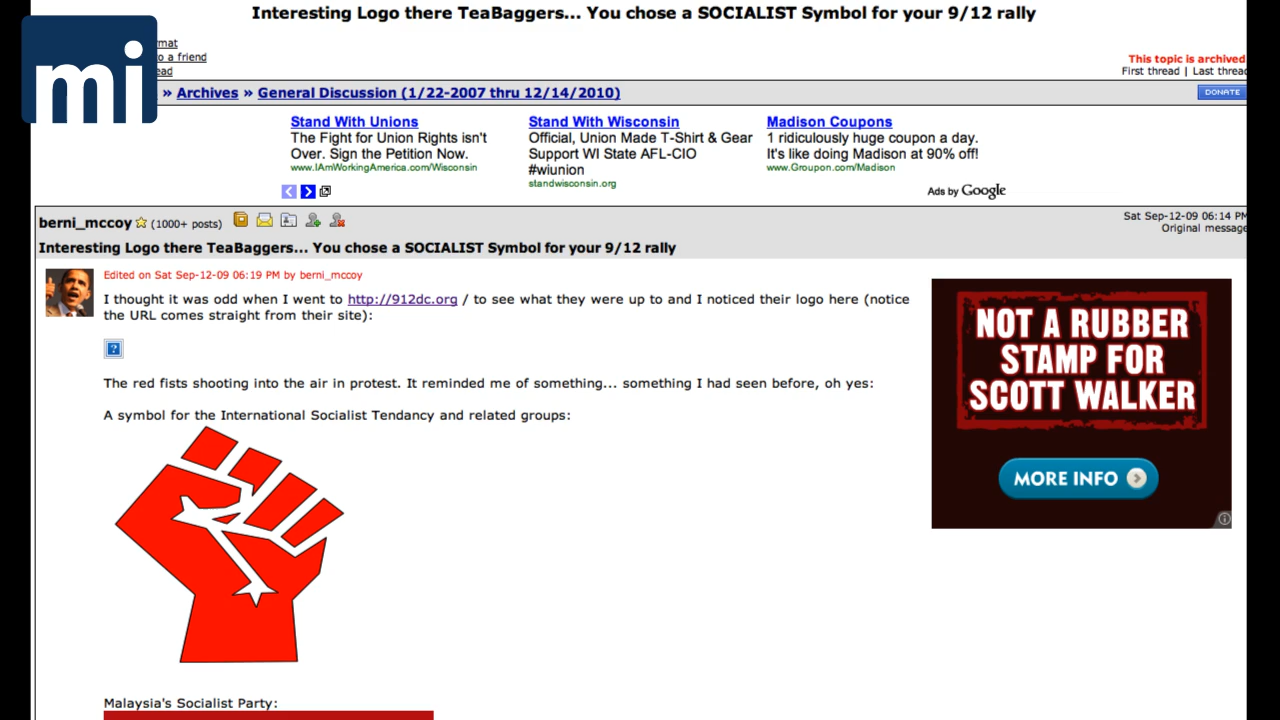 Interesting Logo there TeaBaggers... You chose a SOCIALIST Symbol for your 9/12 rally
mi
mat
o a friend
ead
This topic is archived
First thread | Last thread
» Archives » General Discussion (1/22-2007 thru 12/14/2010)
DONATE
Stand With Unions
The Fight for Union Rights isn't
Over. Sign the Petition Now.
www.IAmWorkingAmerica.com/Wisconsin
Stand With Wisconsin
Official, Union Made T-Shirt & Gear
Support WI State AFL-CIO
#wiunion
standwisconsin.org
Madison Coupons
1 ridiculously huge coupon a day.
It's like doing Madison at 90% off!
www.Groupon.com/Madison
Ads by Google
berni_mccoy (1000+ posts)
Sat Sep-12-09 06:14 PM
Original message
Interesting Logo there TeaBaggers... You chose a SOCIALIST Symbol for your 9/12 rally
Edited on Sat Sep-12-09 06:19 PM by berni_mccoy
I thought it was odd when I went to http://912dc.org / to see what they were up to and I noticed their logo here (notice
the URL comes straight from their site):
?
The red fists shooting into the air in protest. It reminded me of something... something I had seen before, oh yes:
A symbol for the International Socialist Tendancy and related groups:
NOT A RUBBER
STAMP FOR
SCOTT WALKER
MORE INFO
Malaysia's Socialist Party: